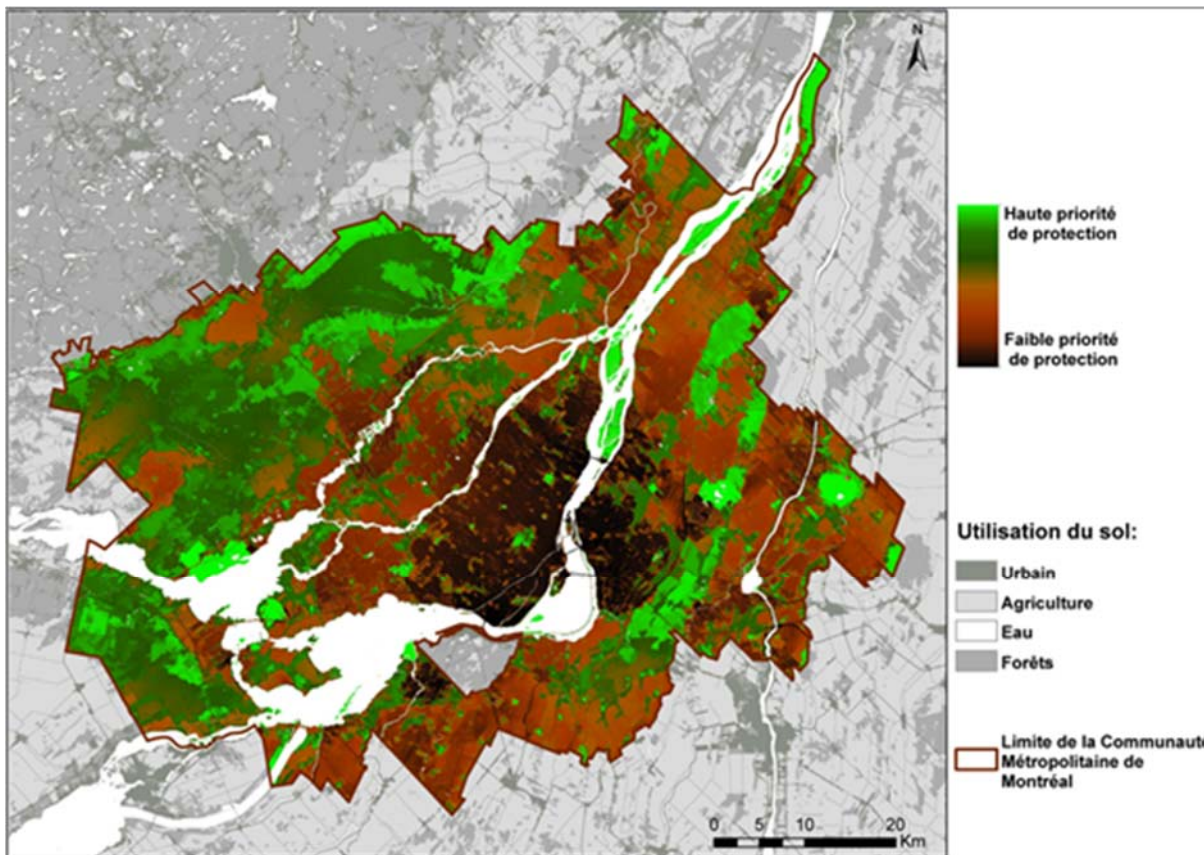 N
Haute priorité
de protection
Faible priorité
de protection
Utilisation du sol:
Urbain
Agriculture
Eau
Forêts
Limite de la Communauté
Métropolitaine de
Montréal
0 5 10 20
Km